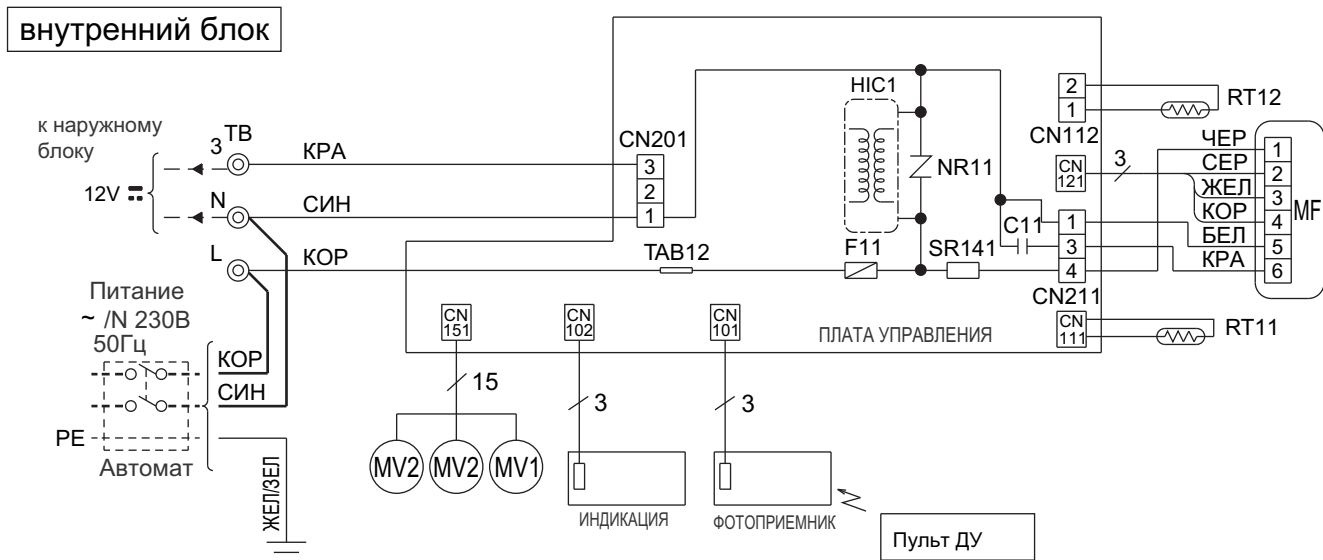 внутренний блок
HIC1
2
1
RT12
CN112
к наружному
блоку
3
TB
КРА
CN201
3
2
1
NR11
CN
121
3
ЧЕР
СЕР
ЖЕЛ
КОР
БЕЛ
КРА
1
2
3
4
5
6
MF
12V
N
СИН
C11
1
3
4
L
КОР
TAB12
F11
SR141
CN211
Питание
~ /N 230В
50Гц
CN
151
CN
102
CN
101
ПЛАТА УПРАВЛЕНИЯ
CN
111
RT11
КОР
СИН
15
3
3
PE
Автомат
ЖЕЛ/ЗЕЛ
MV2
MV2
MV1
ИНДИКАЦИЯ
ФОТОПРИЕМНИК
Пульт ДУ